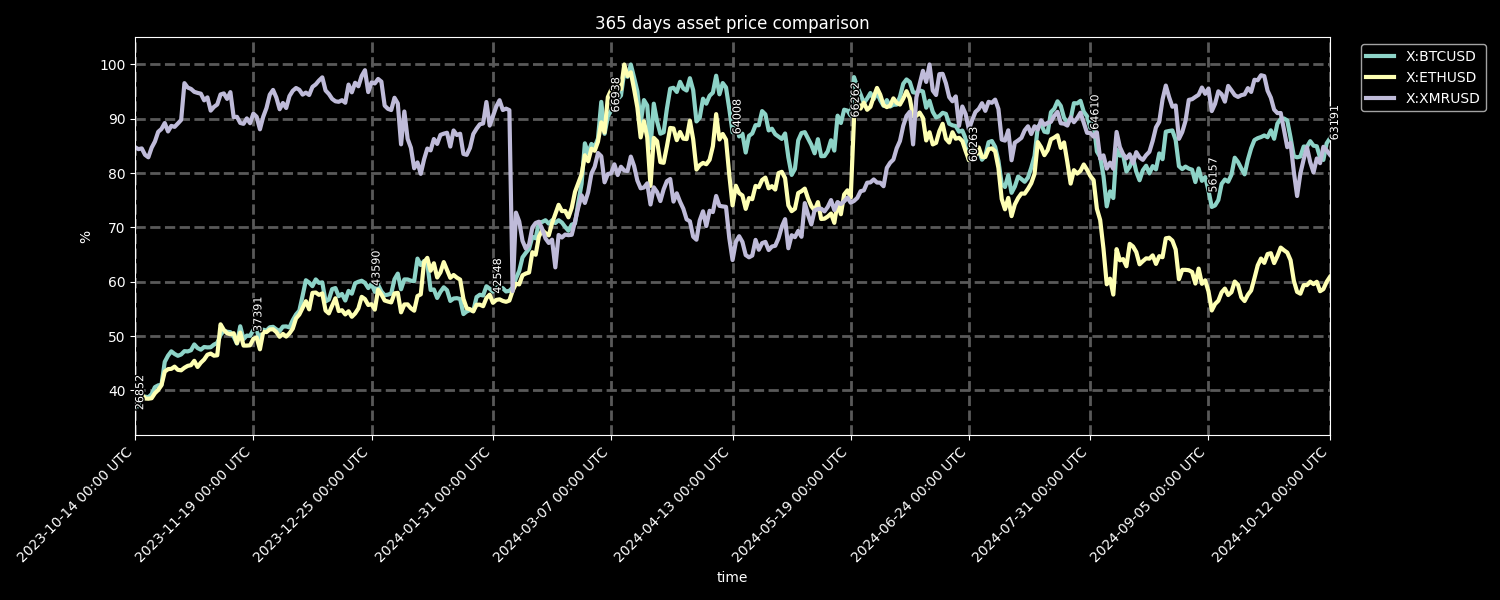 365 days asset price comparison
X:BTCUSD
X:ETHUSD
X:XMRUSD
100
90
80
70
60
50
40
%
26852
37391
43590
42548
66938
64008
66262
60263
64610
56157
63191
2023-10-14 00:00 UTC
2023-11-19 00:00 UTC
2023-12-25 00:00 UTC
2024-01-31 00:00 UTC
2024-03-07 00:00 UTC
2024-04-13 00:00 UTC
2024-05-19 00:00 UTC
2024-06-24 00:00 UTC
2024-07-31 00:00 UTC
2024-09-05 00:00 UTC
2024-10-12 00:00 UTC
time